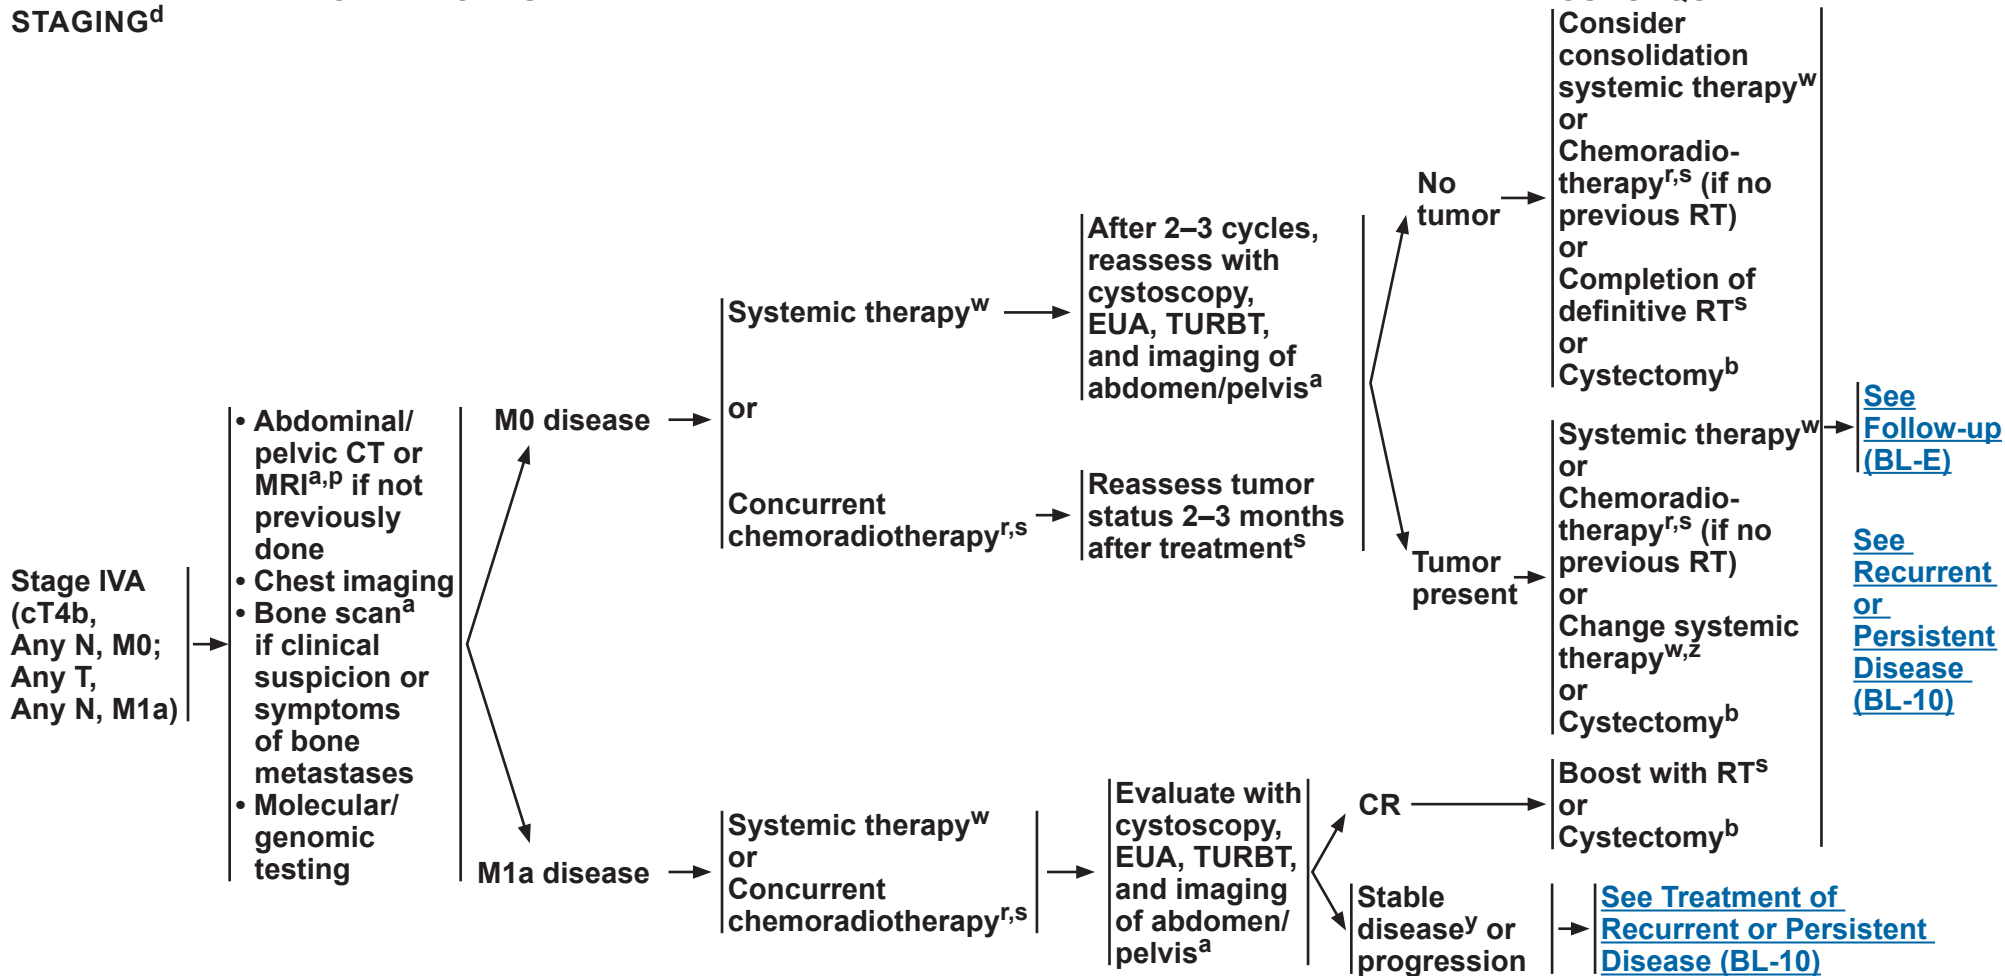 STAGINGd
Stage IVA
(cT4b,
Any N, M0;
Any T,
Any N, M1a)
• Abdominal/
pelvic CT or
MRIa,p if not
previously
done
• Chest imaging
• Bone scana
if clinical
suspicion or
symptoms
of bone
metastases
• Molecular/
genomic
testing
M0 disease
Systemic therapyw
or
Concurrent
chemoradiotherapyr,s
After 2–3 cycles,
reassess with
cystoscopy,
EUA, TURBT,
and imaging of
abdomen/pelvisa
Reassess tumor
status 2–3 months
after treatments
No
tumor
Consider
consolidation
systemic therapyw
or
Chemoradio-
therapyr,s (if no
previous RT)
or
Completion of
definitive RTs
or
Cystectomyb
Tumor
present
Systemic therapyw
or
Chemoradio-
therapyr,s (if no
previous RT)
or
Change systemic
therapyw,z
or
Cystectomyb
M1a disease
Systemic therapyw
or
Concurrent
chemoradiotherapyr,s
Evaluate with
cystoscopy,
EUA, TURBT,
and imaging
of abdomen/
pelvisa
CR
Boost with RTs
or
Cystectomyb
Stable
diseasey or
progression
See Treatment of
Recurrent or Persistent
Disease (BL-10)
See
Follow-up
(BL-E)
See
Recurrent
or
Persistent
Disease
(BL-10)